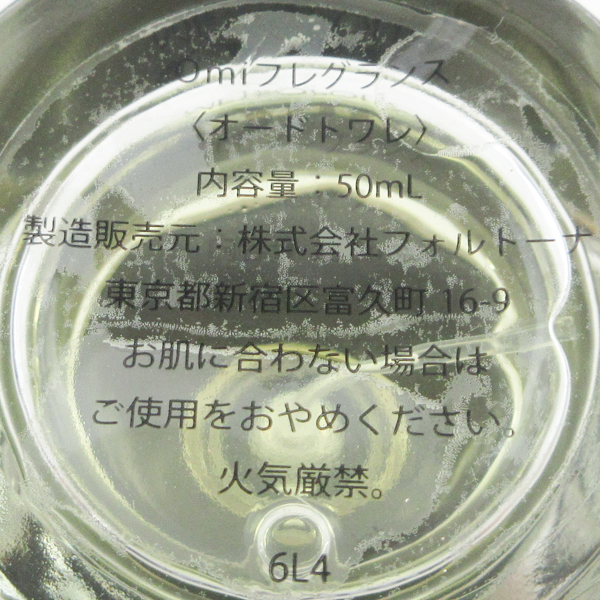 Omiフレグランス
〈オードトワレ〉
内容量：50mL
製造販売元：株式会社フォルトーナ
東京都新宿区富久町 16-9
お肌に合わない場合は
ご使用をおやめください。
火気厳禁。
6L4